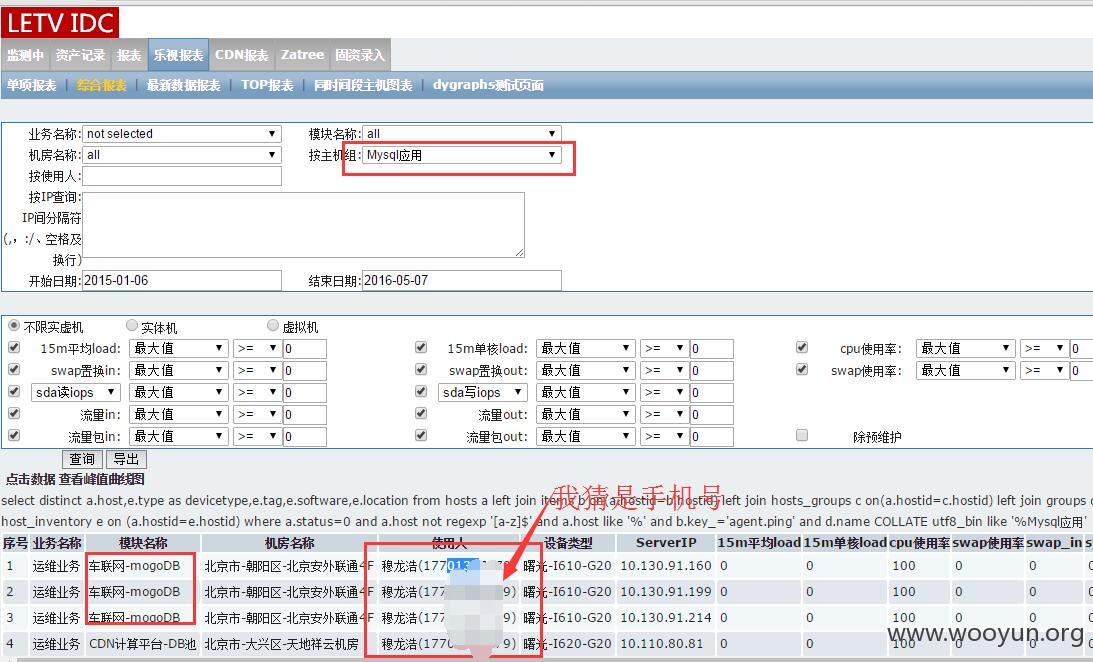 LETV IDC
监测中 资产记录 报表 乐视报表 CDN报表 Zatree 固资录入
单项报表 | 综合报表 | 最新数据报表 | TOP报表 | 同时间段主机图表 | dygraphs测试页面
业务名称: not selected 模块名称: all
机房名称: all 按主机组: Mysql应用
按使用人:
按IP查询:
IP间分隔符
(,，:/、空格及
换行)
开始日期: 2015-01-06 结束日期: 2016-05-07
不限实虚机 实体机 虚拟机
15m平均load: 最大值 >= 0 15m单核load: 最大值 >= 0 cpu使用率: 最大值 >= 0
swap置换in: 最大值 >= 0 swap置换out: 最大值 >= 0 swap使用率: 最大值 >= 0
sda读iops 最大值 >= 0 sda写iops 最大值 >= 0
流量in: 最大值 >= 0 流量out: 最大值 >= 0
流量包in: 最大值 >= 0 流量包out: 最大值 >= 0 除预维护
查询 导出
点击数据 查看峰值曲线图
我猜是手机号
select distinct a.host,e.type as devicetype,e.tag,e.software,e.location from hosts a left join items b on(a.hostid=b.hostid) left join hosts_groups c on(a.hostid=c.hostid) left join groups
host_inventory e on (a.hostid=e.hostid) where a.status=0 and a.host not regexp '[a-z]$' and a.host like '%' and b.key_='agent.ping' and d.name COLLATE utf8_bin like '%Mysql应用'
序号 业务名称 模块名称 机房名称 使用人 设备类型 ServerIP 15m平均load 15m单核load cpu使用率 swap使用率 swap_in
1 运维业务 车联网-mogoDB 北京市-朝阳区-北京安外联通4F 穆龙浩(177013 曙光-I610-G20 10.130.91.160 0 0 100 0 0
2 运维业务 车联网-mogoDB 北京市-朝阳区-北京安外联通4F 穆龙浩(177 9) 曙光-I610-G20 10.130.91.199 0 0 100 0 0
3 运维业务 车联网-mogoDB 北京市-朝阳区-北京安外联通4F 穆龙浩(177 9) 曙光-I610-G20 10.130.91.214 0 0 100 0 0
4 运维业务 CDN计算平台-DB池 北京市-大兴区-天地祥云机房 穆龙浩(1770 ) 曙光-I620-G20 10.110.80.81 0 0 100 0 0
www.wooyun.org